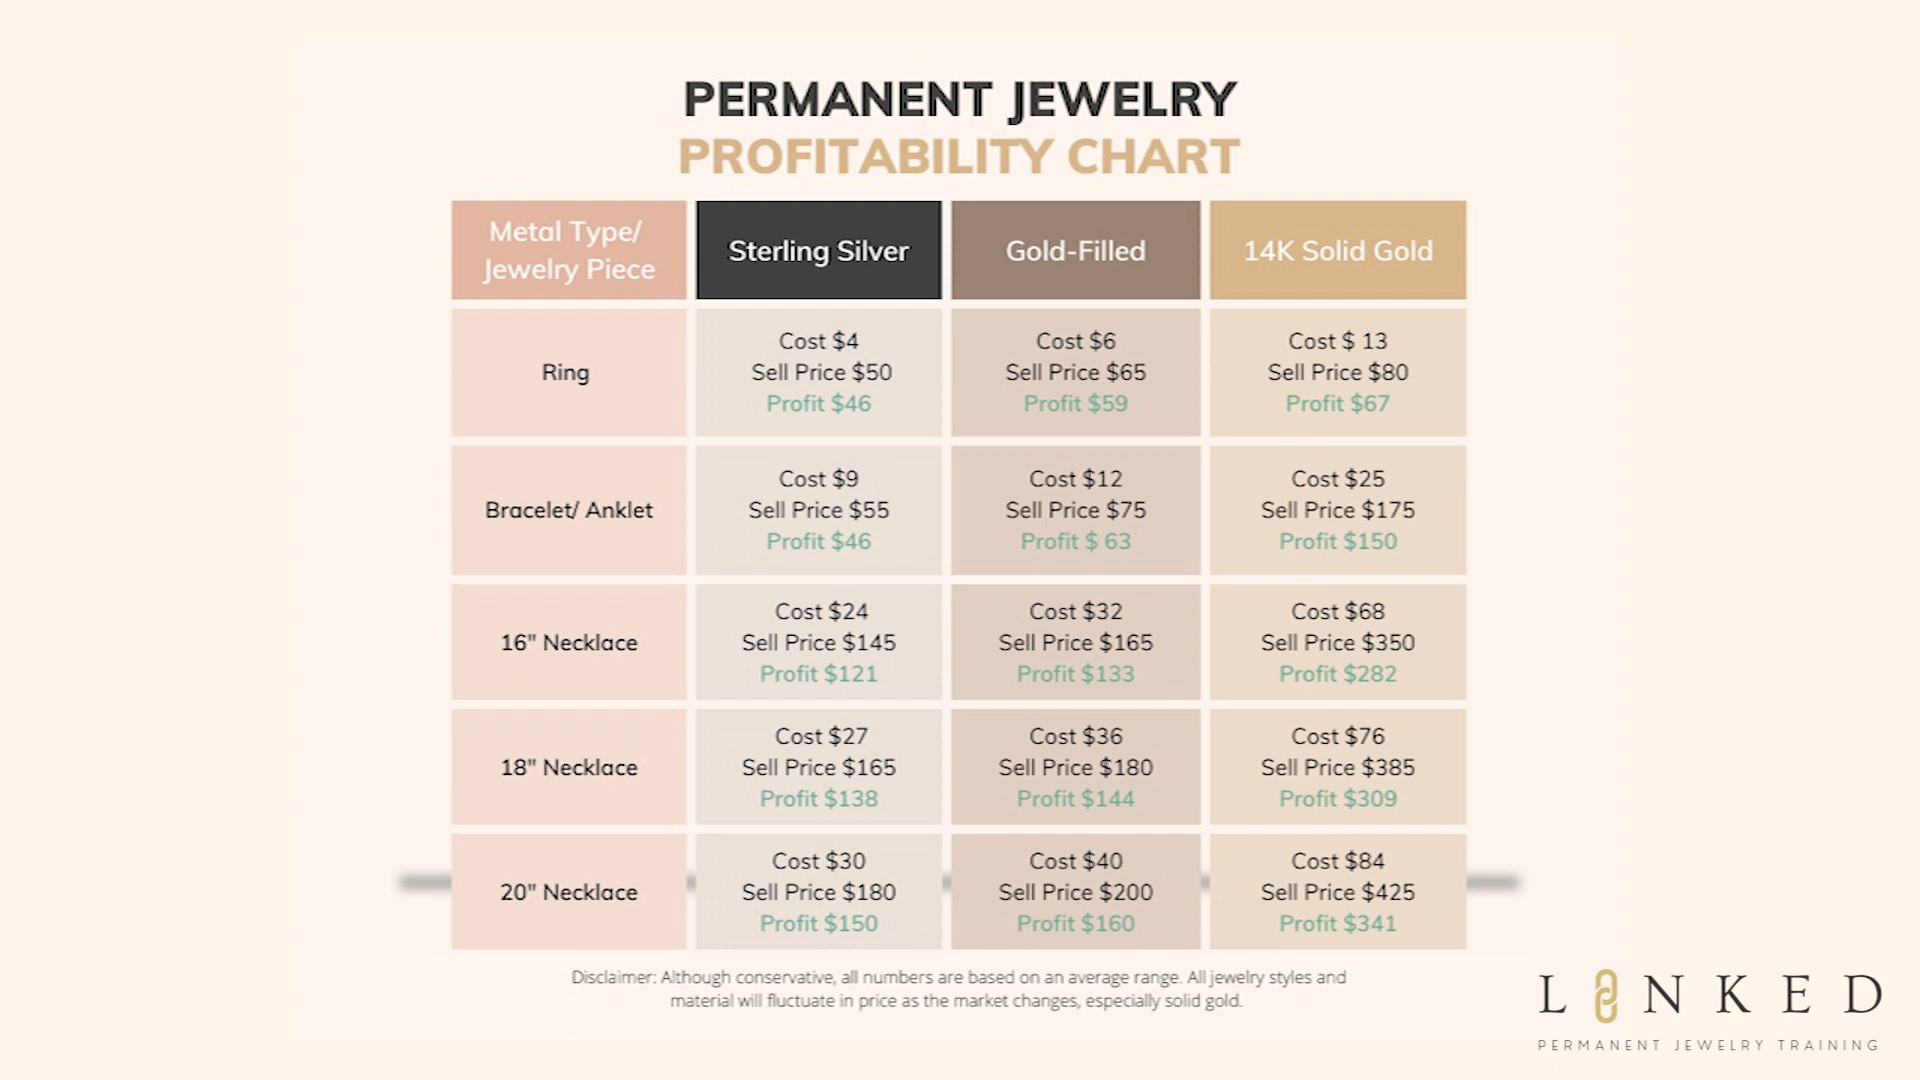 PERMANENT JEWELRY
PROFITABILITY CHART
Metal Type/
Jewelry Piece
Sterling Silver
Gold-Filled
14K Solid Gold
Ring
Cost $4
Sell Price $50
Profit $46
Cost $6
Sell Price $65
Profit $59
Cost $ 13
Sell Price $80
Profit $67
Bracelet/ Anklet
Cost $9
Sell Price $55
Profit $46
Cost $12
Sell Price $75
Profit $ 63
Cost $25
Sell Price $175
Profit $150
16" Necklace
Cost $24
Sell Price $145
Profit $121
Cost $32
Sell Price $165
Profit $133
Cost $68
Sell Price $350
Profit $282
18" Necklace
Cost $27
Sell Price $165
Profit $138
Cost $36
Sell Price $180
Profit $144
Cost $76
Sell Price $385
Profit $309
20" Necklace
Cost $30
Sell Price $180
Profit $150
Cost $40
Sell Price $200
Profit $160
Cost $84
Sell Price $425
Profit $341
Disclaimer: Although conservative, all numbers are based on an average range. All jewelry styles and
material will fluctuate in price as the market changes, especially solid gold.
LINKED
PERMANENT JEWELRY TRAINING